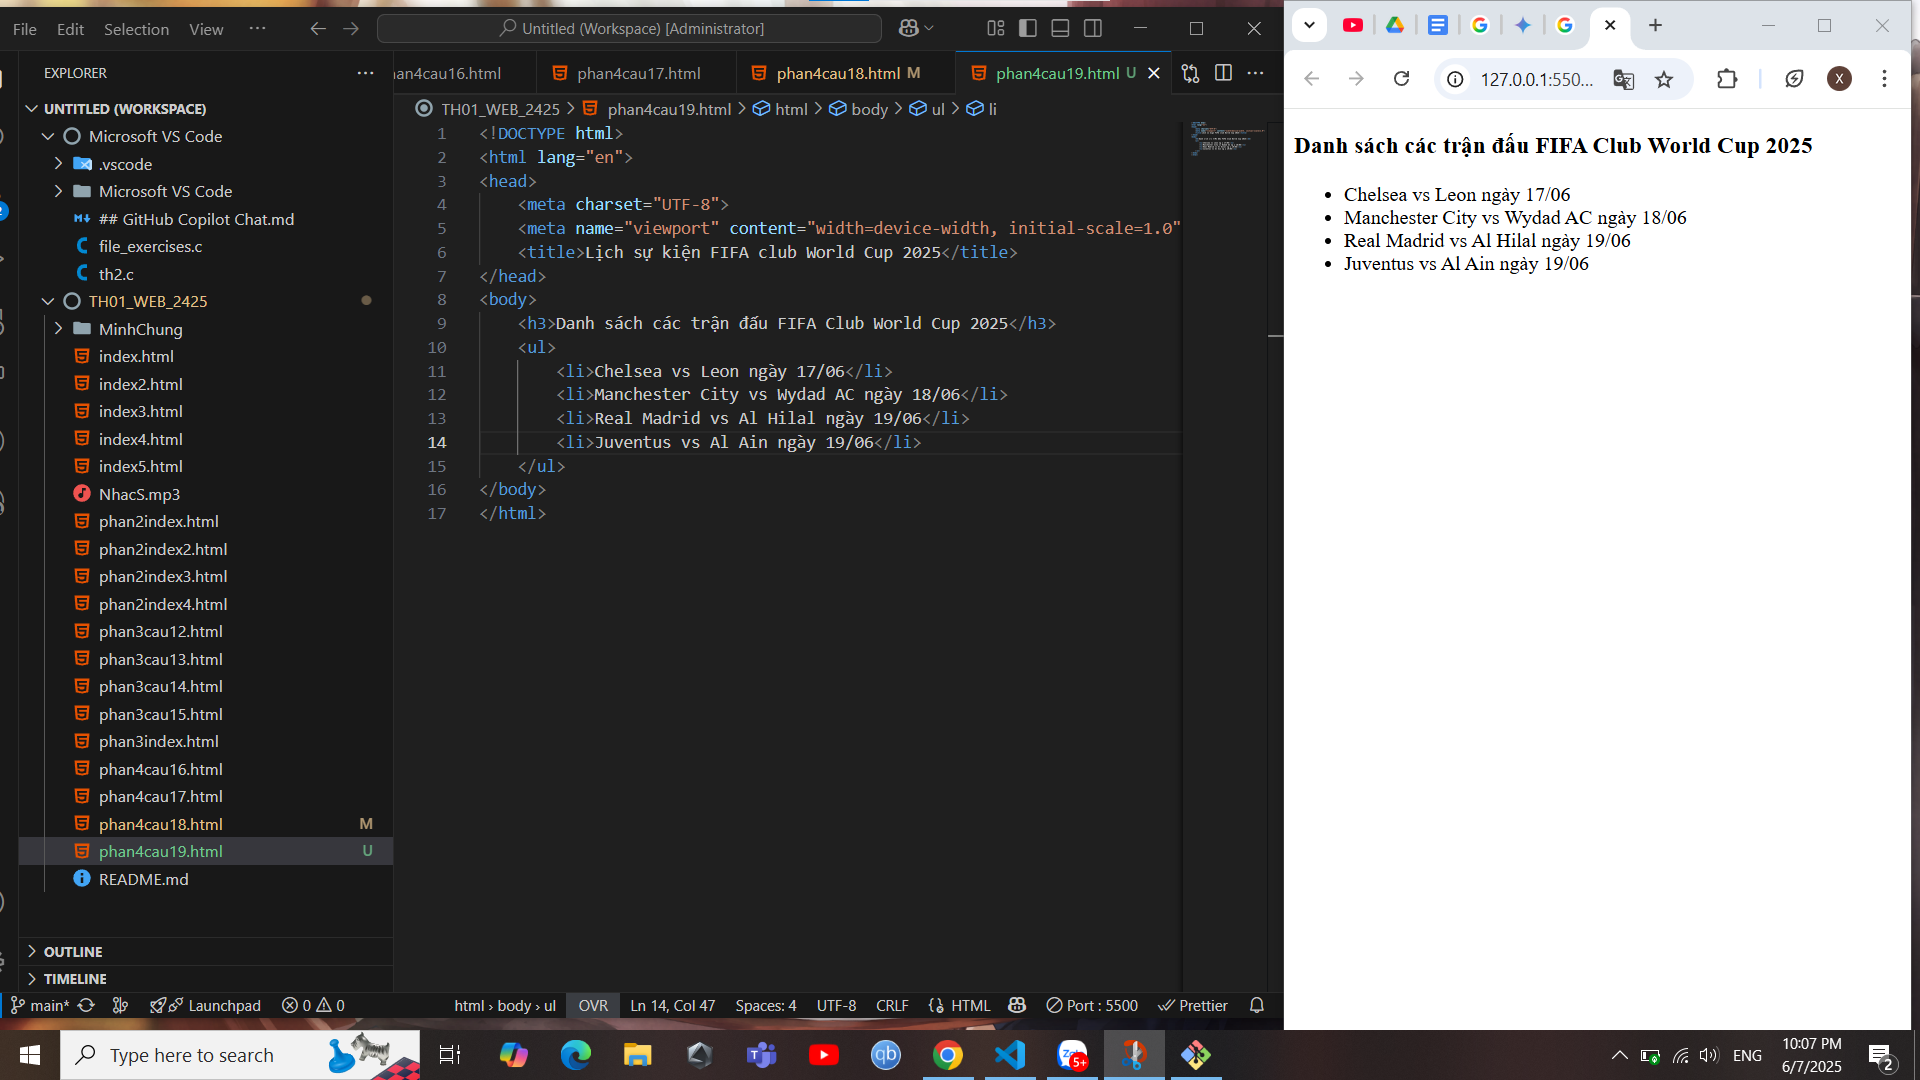 File Edit Selection View ··· Untitled (Workspace) [Administrator]
EXPLORER ···
UNTITLED (WORKSPACE)
Microsoft VS Code
.vscode
Microsoft VS Code
## GitHub Copilot Chat.md
file_exercises.c
th2.c
TH01_WEB_2425
MinhChung
index.html
index2.html
index3.html
index4.html
index5.html
NhacS.mp3
phan2index.html
phan2index2.html
phan2index3.html
phan2index4.html
phan3cau12.html
phan3cau13.html
phan3cau14.html
phan3cau15.html
phan3index.html
phan4cau16.html
phan4cau17.html
phan4cau18.html M
phan4cau19.html U
README.md
OUTLINE
TIMELINE
an4cau16.html phan4cau17.html phan4cau18.html M phan4cau19.html U
TH01_WEB_2425 > phan4cau19.html > html > body > ul > li
1 <!DOCTYPE html>
2 <html lang="en">
3 <head>
4 <meta charset="UTF-8">
5 <meta name="viewport" content="width=device-width, initial-scale=1.0"
6 <title>Lịch sự kiện FIFA club World Cup 2025</title>
7 </head>
8 <body>
9 <h3>Danh sách các trận đấu FIFA Club World Cup 2025</h3>
10 <ul>
11 <li>Chelsea vs Leon ngày 17/06</li>
12 <li>Manchester City vs Wydad AC ngày 18/06</li>
13 <li>Real Madrid vs Al Hilal ngày 19/06</li>
14 <li>Juventus vs Al Ain ngày 19/06</li>
15 </ul>
16 </body>
17 </html>
main* Launchpad 0 0 html › body › ul OVR Ln 14, Col 47 Spaces: 4 UTF-8 CRLF HTML Port : 5500 Prettier
127.0.0.1:550... X
Danh sách các trận đấu FIFA Club World Cup 2025
• Chelsea vs Leon ngày 17/06
• Manchester City vs Wydad AC ngày 18/06
• Real Madrid vs Al Hilal ngày 19/06
• Juventus vs Al Ain ngày 19/06
Type here to search
qb
5+
ENG
10:07 PM
6/7/2025
2